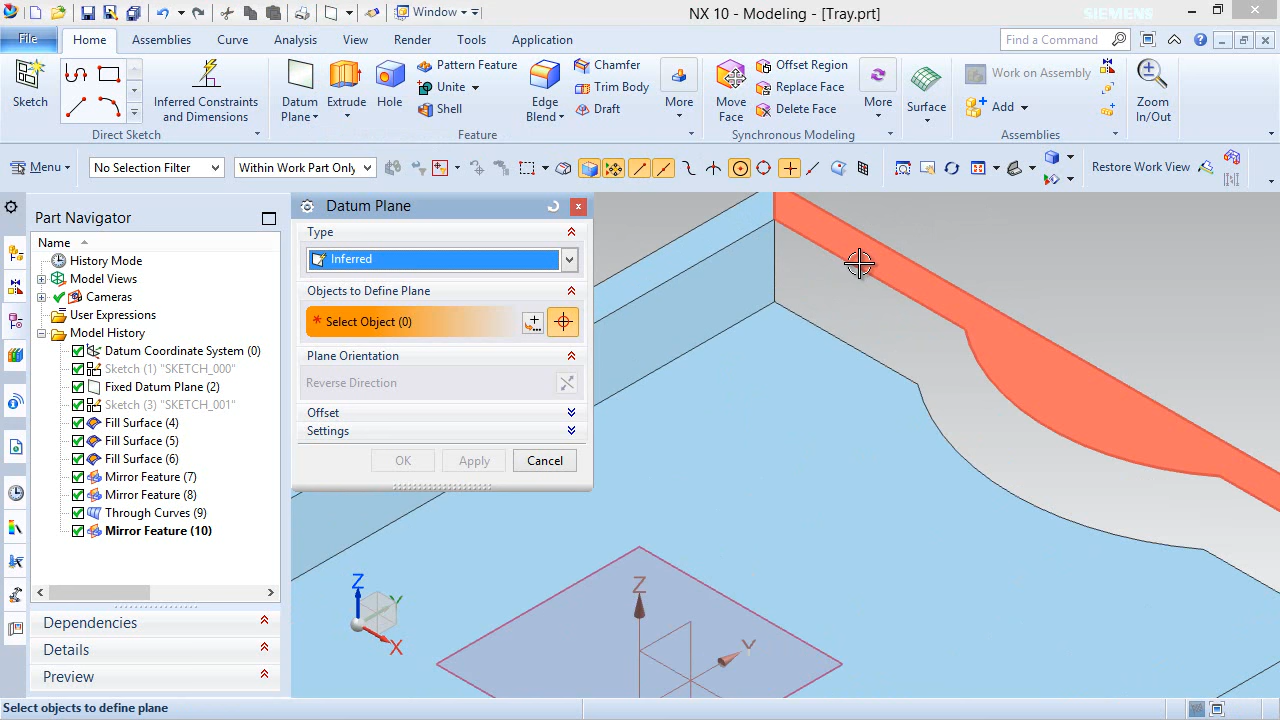 Window
NX 10 - Modeling - [Tray.prt]
SIEMENS
File
Home
Assemblies
Curve
Analysis
View
Render
Tools
Application
Find a Command
Sketch
Inferred Constraints
and Dimensions
Direct Sketch
Datum
Plane
Extrude
Hole
Pattern Feature
Unite
Shell
Edge
Blend
Chamfer
Trim Body
Draft
More
Feature
Move
Face
Offset Region
Replace Face
Delete Face
More
Synchronous Modeling
Surface
Work on Assembly
Add
Assemblies
Zoom
In/Out
Menu
No Selection Filter
Within Work Part Only
Restore Work View
Part Navigator
Name
History Mode
Model Views
Cameras
User Expressions
Model History
Datum Coordinate System (0)
Sketch (1) "SKETCH_000"
Fixed Datum Plane (2)
Sketch (3) "SKETCH_001"
Fill Surface (4)
Fill Surface (5)
Fill Surface (6)
Mirror Feature (7)
Mirror Feature (8)
Through Curves (9)
Mirror Feature (10)
Dependencies
Details
Preview
Datum Plane
Type
Inferred
Objects to Define Plane
* Select Object (0)
Plane Orientation
Reverse Direction
Offset
Settings
OK
Apply
Cancel
Z
Y
X
Z
Y
Select objects to define plane